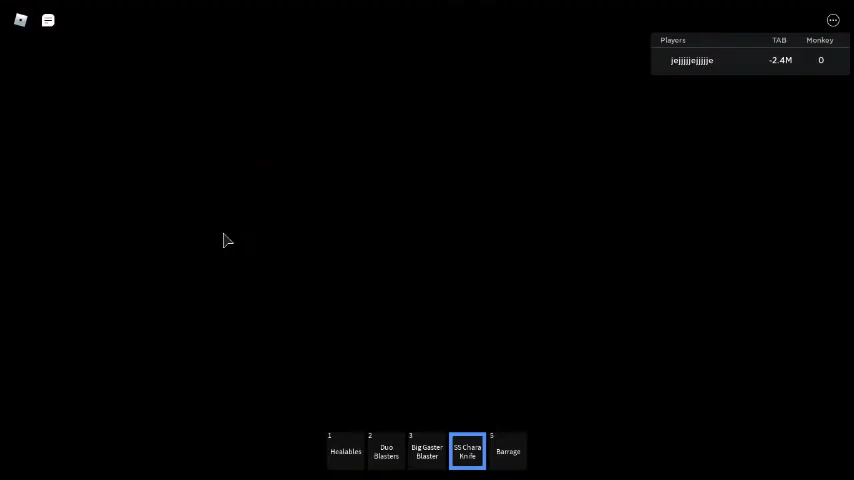 Players TAB Monkey
jejjjjjejjjjje -2.4M 0
1 2 3 5
Healables Duo Blasters Big Gaster Blaster SS Chara Knife Barrage